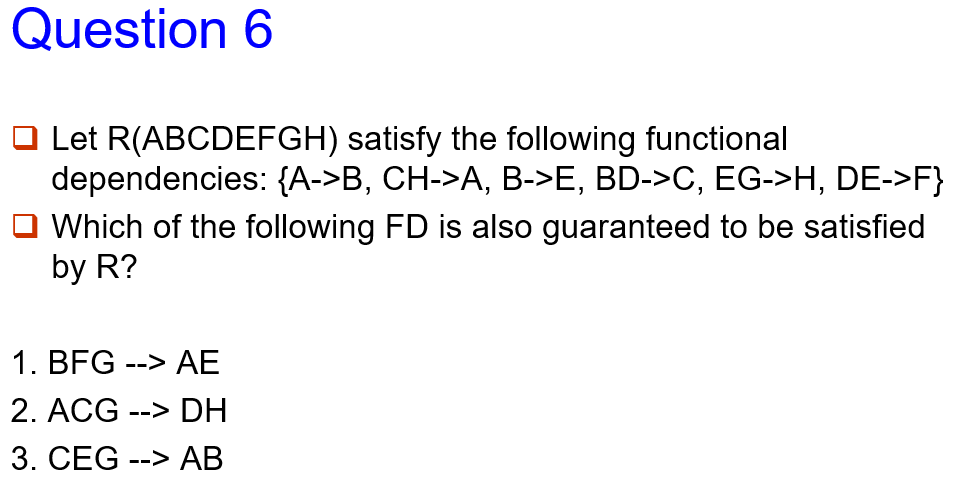 Question 6
❑ Let R(ABCDEFGH) satisfy the following functional
dependencies: {A->B, CH->A, B->E, BD->C, EG->H, DE->F}
❑ Which of the following FD is also guaranteed to be satisfied
by R?
1. BFG --> AE
2. ACG --> DH
3. CEG --> AB